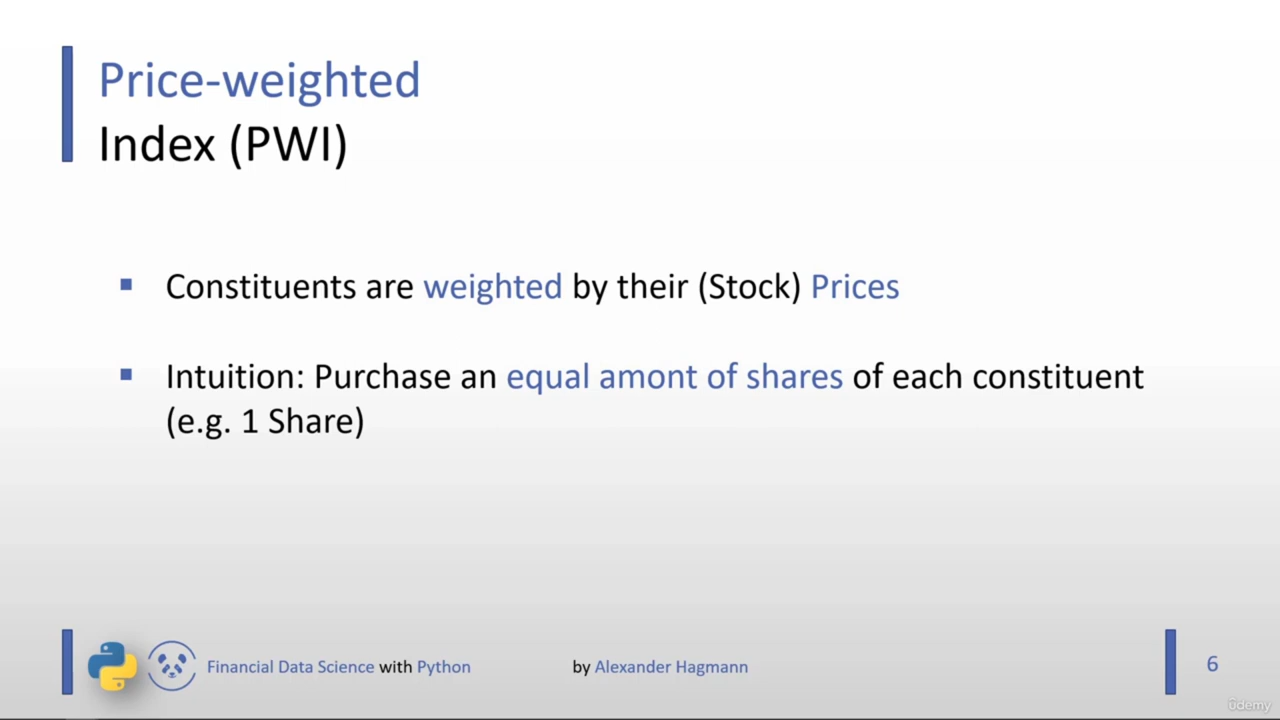 Price-weighted
Index (PWI)
▪ Constituents are weighted by their (Stock) Prices
▪ Intuition: Purchase an equal amont of shares of each constituent
(e.g. 1 Share)
Financial Data Science with Python by Alexander Hagmann 6
ûdemy